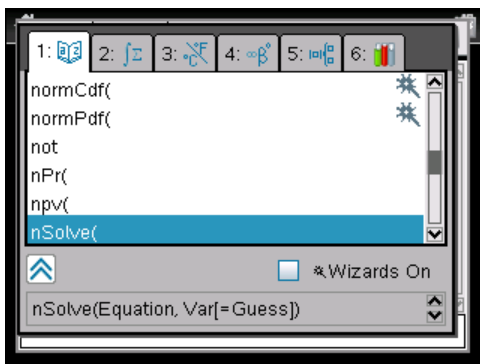 1: 2: ∫Σ 3: °C°F 4: ∞β° 5: 6:
normCdf(
normPdf(
not
nPr(
npv(
nSolve(
Wizards On
nSolve(Equation, Var[=Guess])